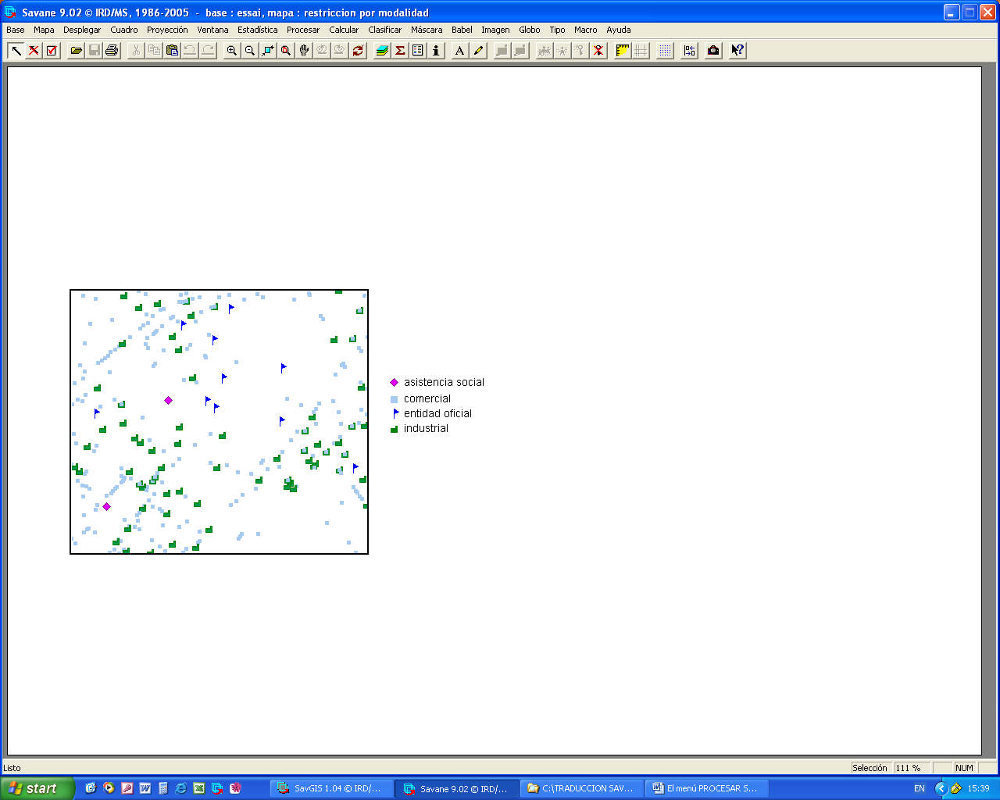 Savane 9.02 © IRD/MS, 1986-2005 - base : essai, mapa : restriccion por modalidad
Base Mapa Desplegar Cuadro Proyección Ventana Estadística Procesar Calcular Clasificar Máscara Babel Imagen Globo Tipo Macro Ayuda
asistencia social
comercial
entidad oficial
industrial
Listo
Selección 111 % NUM
start SavGIS 1.04 © IRD/... Savane 9.02 © IRD/... C:\TRADUCCION SAV... El menú PROCESAR S... EN 15:39